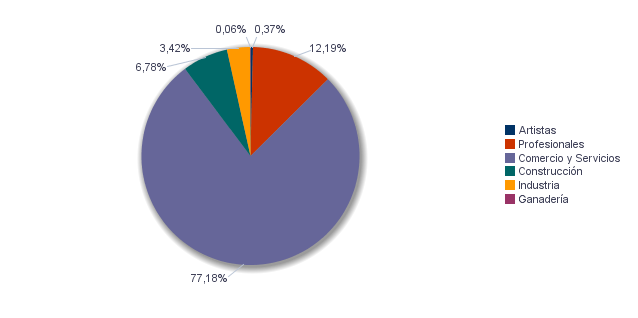 0,06%
0,37%
3,42%
12,19%
6,78%
77,18%
Artistas
Profesionales
Comercio y Servicios
Construcción
Industria
Ganadería